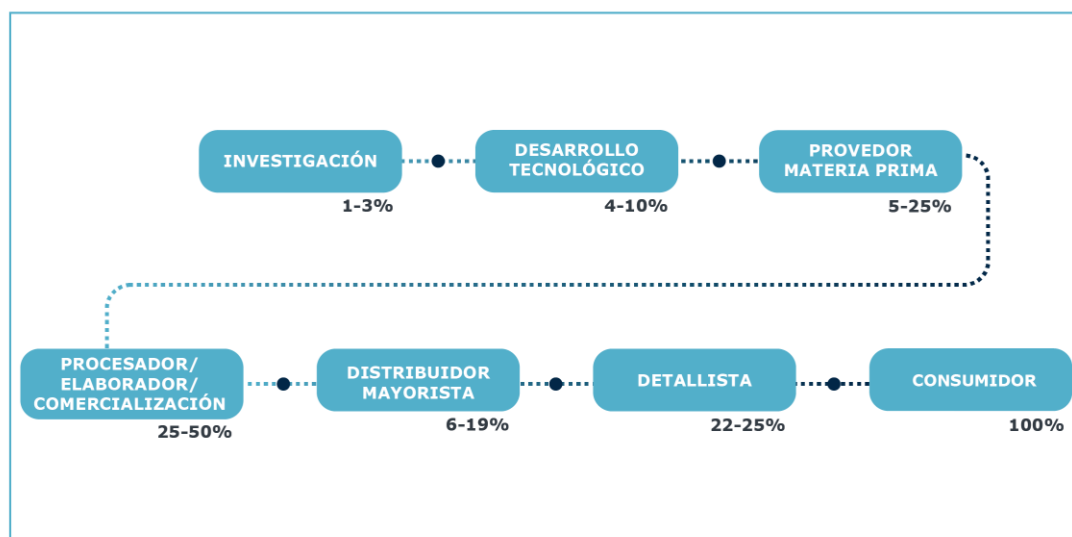 INVESTIGACIÓN
1-3%
DESARROLLO
TECNOLÓGICO
4-10%
PROVEDOR
MATERIA PRIMA
5-25%
PROCESADOR/
ELABORADOR/
COMERCIALIZACIÓN
25-50%
DISTRIBUIDOR
MAYORISTA
6-19%
DETALLISTA
22-25%
CONSUMIDOR
100%